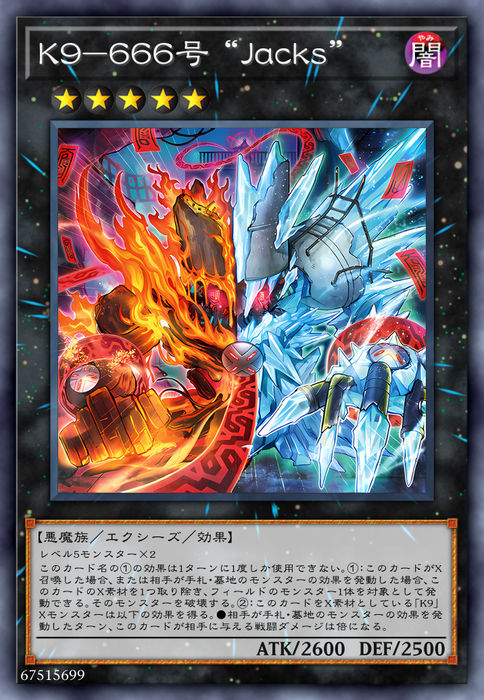 K9－666号 “Jacks”
やみ
闇
【悪魔族／エクシーズ／効果】
レベル5モンスター×2
このカード名の①の効果は1ターンに1度しか使用できない。①：このカードがX
召喚した場合、または相手が手札・墓地のモンスターの効果を発動した場合、こ
のカードのX素材を1つ取り除き、フィールドのモンスター1体を対象として発
動できる。そのモンスターを破壊する。②：このカードをX素材としている「K9」
Xモンスターは以下の効果を得る。●相手が手札・墓地のモンスターの効果を発
動したターン、このカードが相手に与える戦闘ダメージは倍になる。
ATK/2600 DEF/2500
67515699